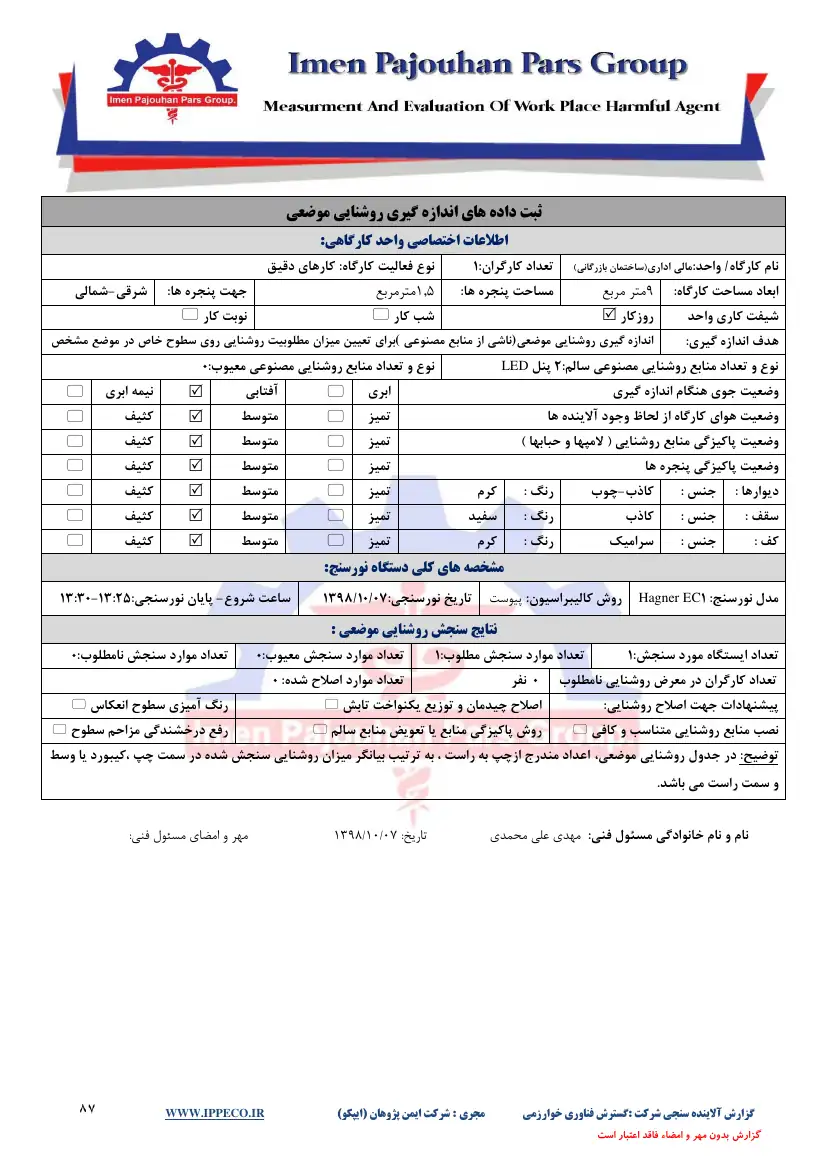 Imen Pajouhan Pars Group
Imen Pajouhan Pars Group.
Measurment And Evaluation Of Work Place Harmful Agent
ثبت داده های اندازه گیری روشنایی موضعی
اطلاعات اختصاصی واحد کارگاهی:
نام کارگاه/ واحد:مالی اداری(ساختمان بازرگانی) تعداد کارگران:۱ نوع فعالیت کارگاه: کارهای دقیق
ابعاد مساحت کارگاه: ۹متر مربع مساحت پنجره ها: ۱,۵مترمربع جهت پنجره ها: شرقی-شمالی
شیفت کاری واحد روزکار ☑ شب کار ☐ نوبت کار ☐
هدف اندازه گیری: اندازه گیری روشنایی موضعی(ناشی از منابع مصنوعی )برای تعیین میزان مطلوبیت روشنایی روی سطوح خاص در موضع مشخص
نوع و تعداد منابع روشنایی مصنوعی سالم:۲ پنل LED نوع و تعداد منابع روشنایی مصنوعی معیوب:۰
وضعیت جوی هنگام اندازه گیری ابری ☐ آفتابی ☑ نیمه ابری ☐
وضعیت هوای کارگاه از لحاظ وجود آلاینده ها تمیز ☐ متوسط ☑ کثیف ☐
وضعیت پاکیزگی منابع روشنایی ( لامپها و حبابها ) تمیز ☐ متوسط ☑ کثیف ☐
وضعیت پاکیزگی پنجره ها تمیز ☐ متوسط ☑ کثیف ☐
دیوارها : جنس : کاذب-چوب رنگ : کرم تمیز ☐ متوسط ☑ کثیف ☐
سقف : جنس : کاذب رنگ : سفید تمیز ☐ متوسط ☑ کثیف ☐
کف : جنس : سرامیک رنگ : کرم تمیز ☐ متوسط ☑ کثیف ☐
مشخصه های کلی دستگاه نورسنج:
مدل نورسنج: Hagner EC۱ روش کالیبراسیون: پیوست تاریخ نورسنجی:۱۳۹۸/۱۰/۰۷ ساعت شروع- پایان نورسنجی:۱۳:۲۵-۱۳:۳۰
نتایج سنجش روشنایی موضعی :
تعداد ایستگاه مورد سنجش:۱ تعداد موارد سنجش مطلوب:۱ تعداد موارد سنجش معیوب:۰ تعداد موارد سنجش نامطلوب:۰
تعداد کارگران در معرض روشنایی نامطلوب ۰ نفر تعداد موارد اصلاح شده: ۰
پیشنهادات جهت اصلاح روشنایی: اصلاح چیدمان و توزیع یکنواخت تابش ☐ رنگ آمیزی سطوح انعکاس ☐
نصب منابع روشنایی متناسب و کافی ☐ روش پاکیزگی منابع یا تعویض منابع سالم ☐ رفع درخشندگی مزاحم سطوح ☐
توضیح: در جدول روشنایی موضعی، اعداد مندرج ازچپ به راست ، به ترتیب بیانگر میزان روشنایی سنجش شده در سمت چپ ،کیبورد یا وسط
و سمت راست می باشد.
نام و نام خانوادگی مسئول فنی: مهدی علی محمدی تاریخ: ۱۳۹۸/۱۰/۰۷ مهر و امضای مسئول فنی:
گزارش آلاینده سنجی شرکت :گسترش فناوری خوارزمی مجری : شرکت ایمن پژوهان (ایپکو) WWW.IPPECO.IR ۸۷
گزارش بدون مهر و امضاء فاقد اعتبار است